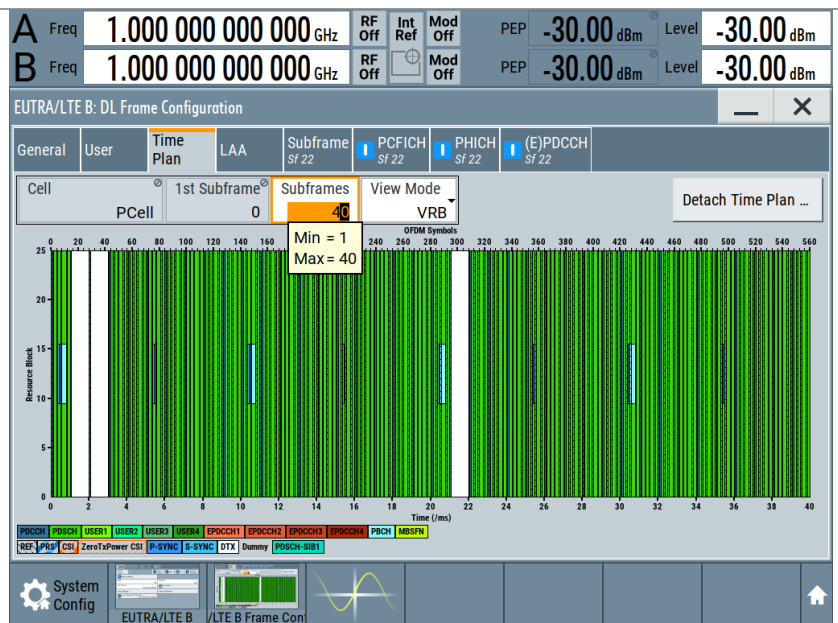 A Freq 1.000 000 000 000 GHz RF Off Int Ref Mod Off PEP -30.00 dBm Level -30.00 dBm
B Freq 1.000 000 000 000 GHz RF Off Mod Off PEP -30.00 dBm Level -30.00 dBm
EUTRA/LTE B: DL Frame Configuration
General User Time Plan LAA Subframe Sf 22 PCFICH Sf 22 PHICH Sf 22 (E)PDCCH Sf 22
Cell 1st Subframe Subframes View Mode
PCell 0 40 VRB Detach Time Plan ...
Min = 1
Max = 40
OFDM Symbols
0 20 40 60 80 100 120 140 160 240 260 280 300 320 340 360 380 400 420 440 460 480 500 520 540 560
25
20
15
10
5
0
Resource Block
0 2 4 6 8 10 12 14 16 18 20 22 24 26 28 30 32 34 36 38 40
Time (/ms)
PDCCH PDSCH USER1 USER2 USER3 USER4 EPDCCH1 EPDCCH2 EPDCCH3 EPDCCH4 PBCH MBSFN
REF PRS CSI ZeroTxPower CSI P-SYNC S-SYNC DTX Dummy PDSCH-SIB1
System Config
EUTRA/LTE B /LTE B Frame Con